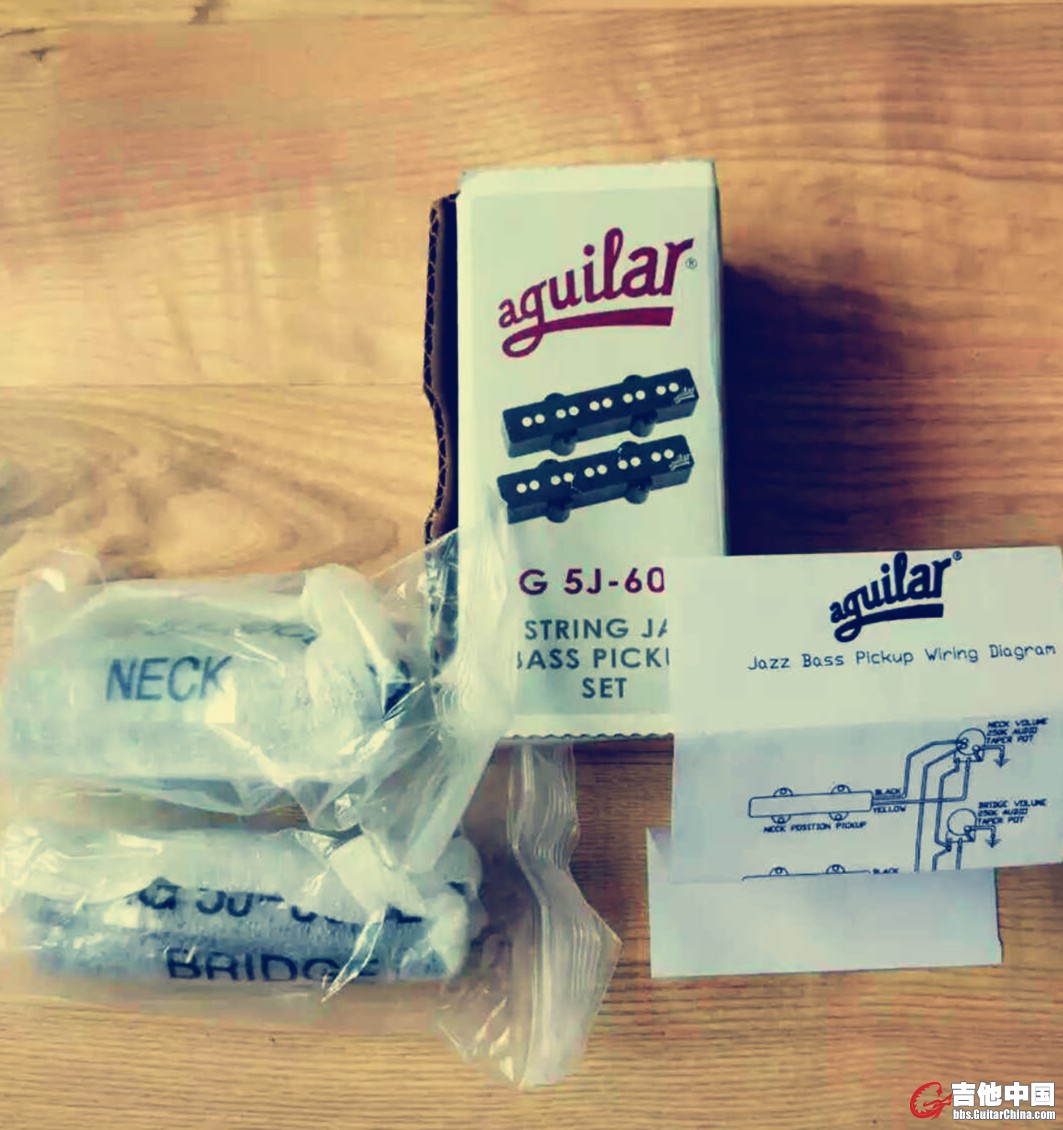 aguilar®
aguilar
aguilar
G 5J-60
STRING JA
BASS PICKU
SET
NECK
BRIDGE
aguilar®
Jazz Bass Pickup Wiring Diagram
NECK VOLUME
250K AUDIO
TAPER POT
BLACK
YELLOW
NECK POSITION PICKUP
BRIDGE VOLUME
250K AUDIO
TAPER POT
BLACK
吉他中国
bbs.GuitarChina.com